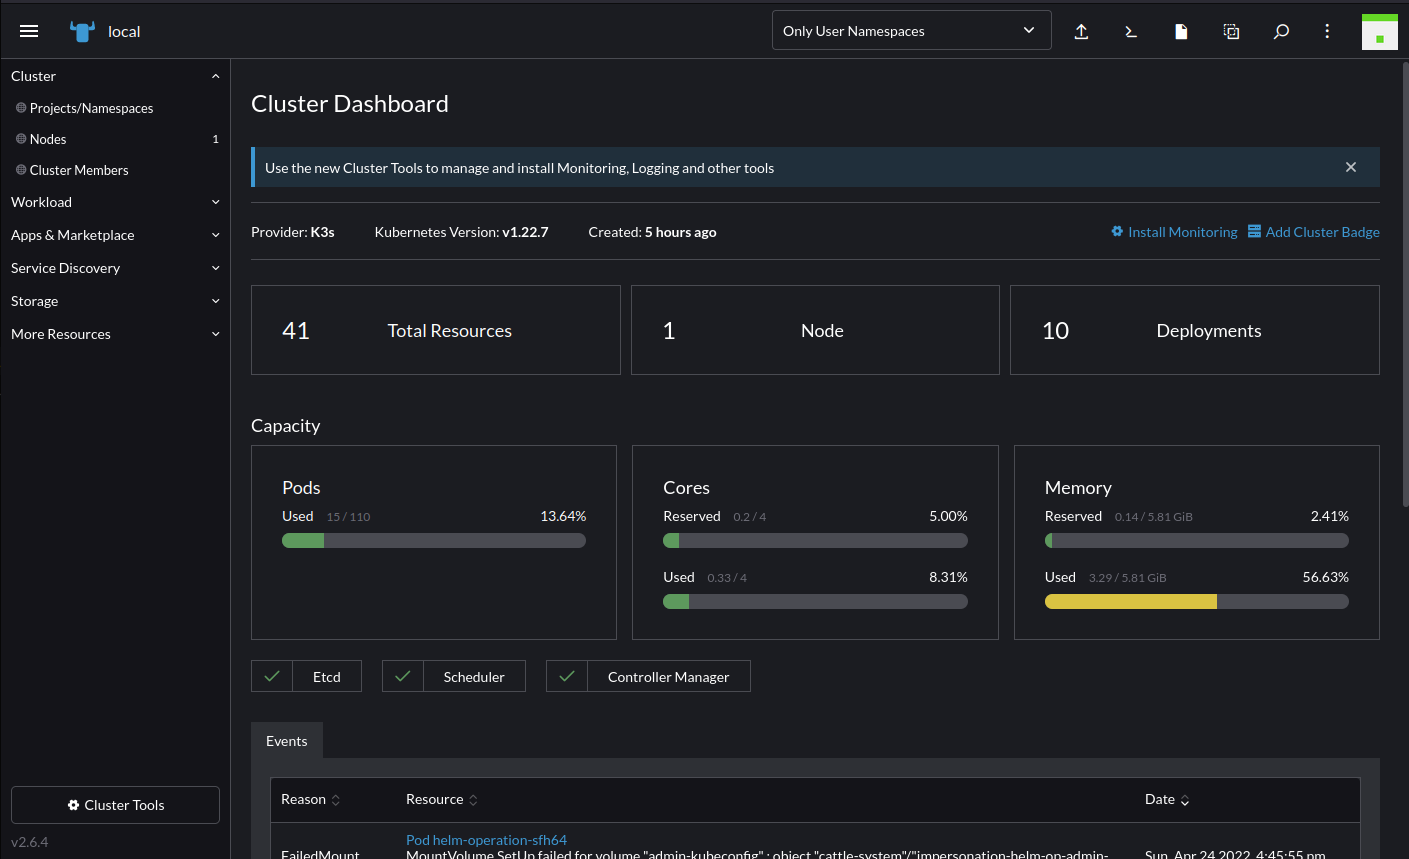 local
Only User Namespaces
Cluster
Projects/Namespaces
Nodes 1
Cluster Members
Workload
Apps & Marketplace
Service Discovery
Storage
More Resources
Cluster Tools
v2.6.4
Cluster Dashboard
Use the new Cluster Tools to manage and install Monitoring, Logging and other tools
Provider: K3s Kubernetes Version: v1.22.7 Created: 5 hours ago Install Monitoring Add Cluster Badge
41 Total Resources
1 Node
10 Deployments
Capacity
Pods
Used 15 / 110 13.64%
Cores
Reserved 0.2 / 4 5.00%
Used 0.33 / 4 8.31%
Memory
Reserved 0.14 / 5.81 GiB 2.41%
Used 3.29 / 5.81 GiB 56.63%
Etcd Scheduler Controller Manager
Events
Reason Resource Date
Pod helm-operation-sfh64
FailedMount MountVolume.SetUp failed for volume "admin-kubeconfig" : object "cattle-system"/"impersonation-helm-op-admin- Sun, Apr 24 2022, 4:45:55 pm